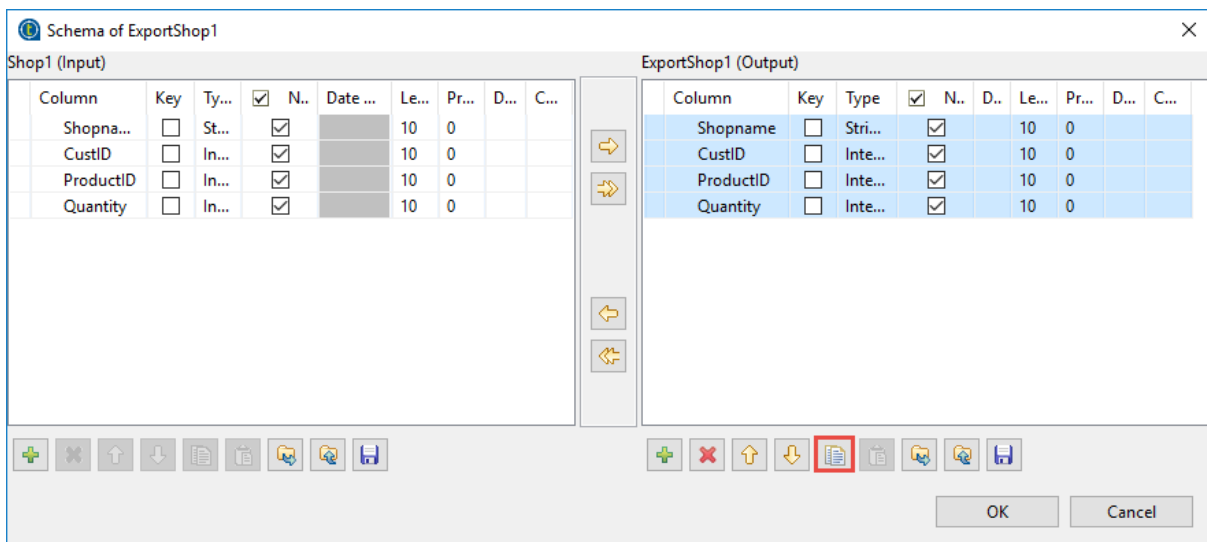 Schema of ExportShop1
Shop1 (Input)
ExportShop1 (Output)
Column Key Ty... N.. Date ... Le... Pr... D... C...
Shopna... St... 10 0
CustID In... 10 0
ProductID In... 10 0
Quantity In... 10 0
Column Key Type N.. D.. Le... Pr... D... C...
Shopname Stri... 10 0
CustID Inte... 10 0
ProductID Inte... 10 0
Quantity Inte... 10 0
OK Cancel